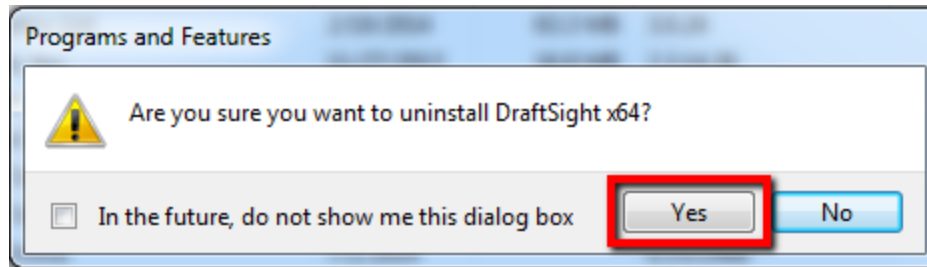 Programs and Features
Are you sure you want to uninstall DraftSight x64?
In the future, do not show me this dialog box Yes No